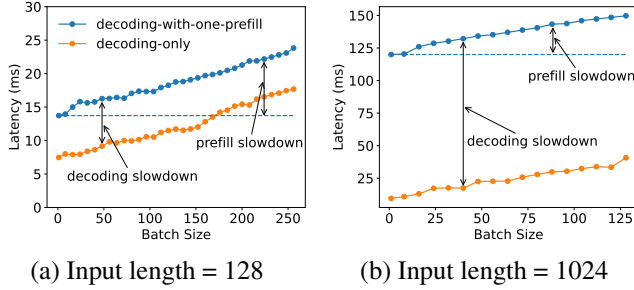 30
25
20
15
10
5
0
Latency (ms)
decoding-with-one-prefill
decoding-only
prefill slowdown
decoding slowdown
0 50 100 150 200 250
Batch Size
(a) Input length = 128
150
125
100
75
50
25
Latency (ms)
prefill slowdown
decoding slowdown
0 25 50 75 100 125
Batch Size
(b) Input length = 1024